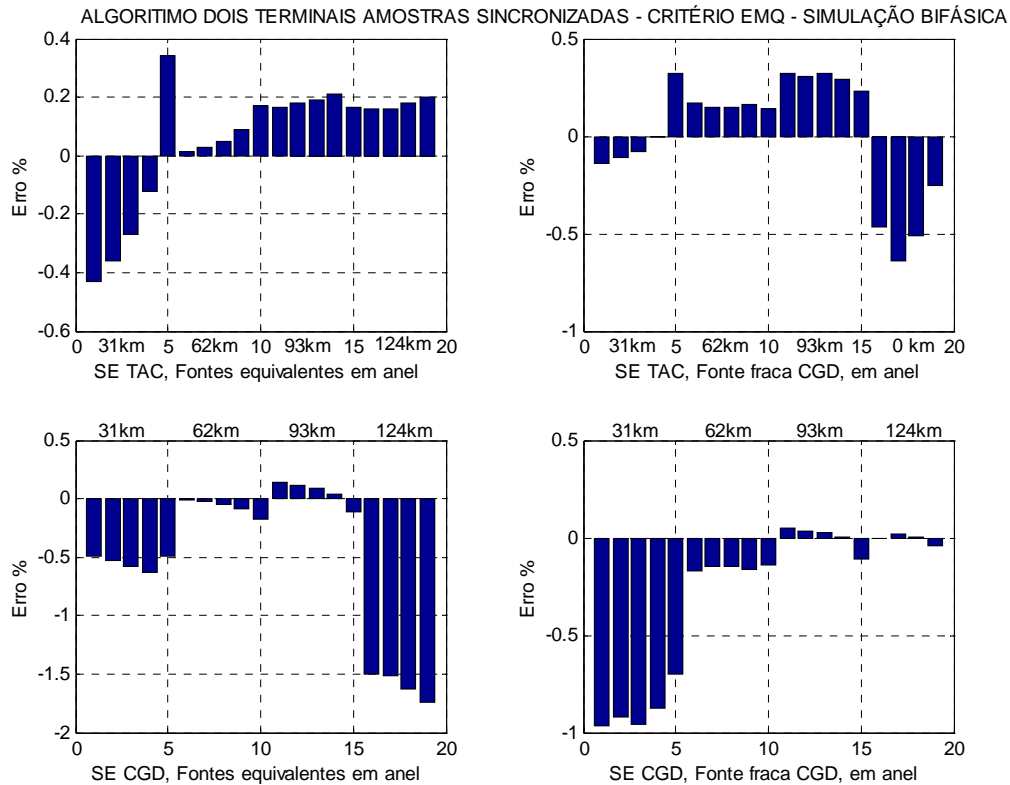 ALGORITIMO DOIS TERMINAIS AMOSTRAS SINCRONIZADAS - CRITÉRIO EMQ - SIMULAÇÃO BIFÁSICA
0.4
0.2
0
-0.2
-0.4
-0.6
Erro %
0 31km 5 62km 10 93km 15 124km 20
SE TAC, Fontes equivalentes em anel
0.5
0
-0.5
-1
Erro %
0 31km 5 62km 10 93km 15 0 km 20
SE TAC, Fonte fraca CGD, em anel
31km 62km 93km 124km
0.5
0
-0.5
-1
-1.5
-2
Erro %
0 5 10 15 20
SE CGD, Fontes equivalentes em anel
31km 62km 93km 124km
0.5
0
-0.5
-1
Erro %
0 5 10 15 20
SE CGD, Fonte fraca CGD, em anel